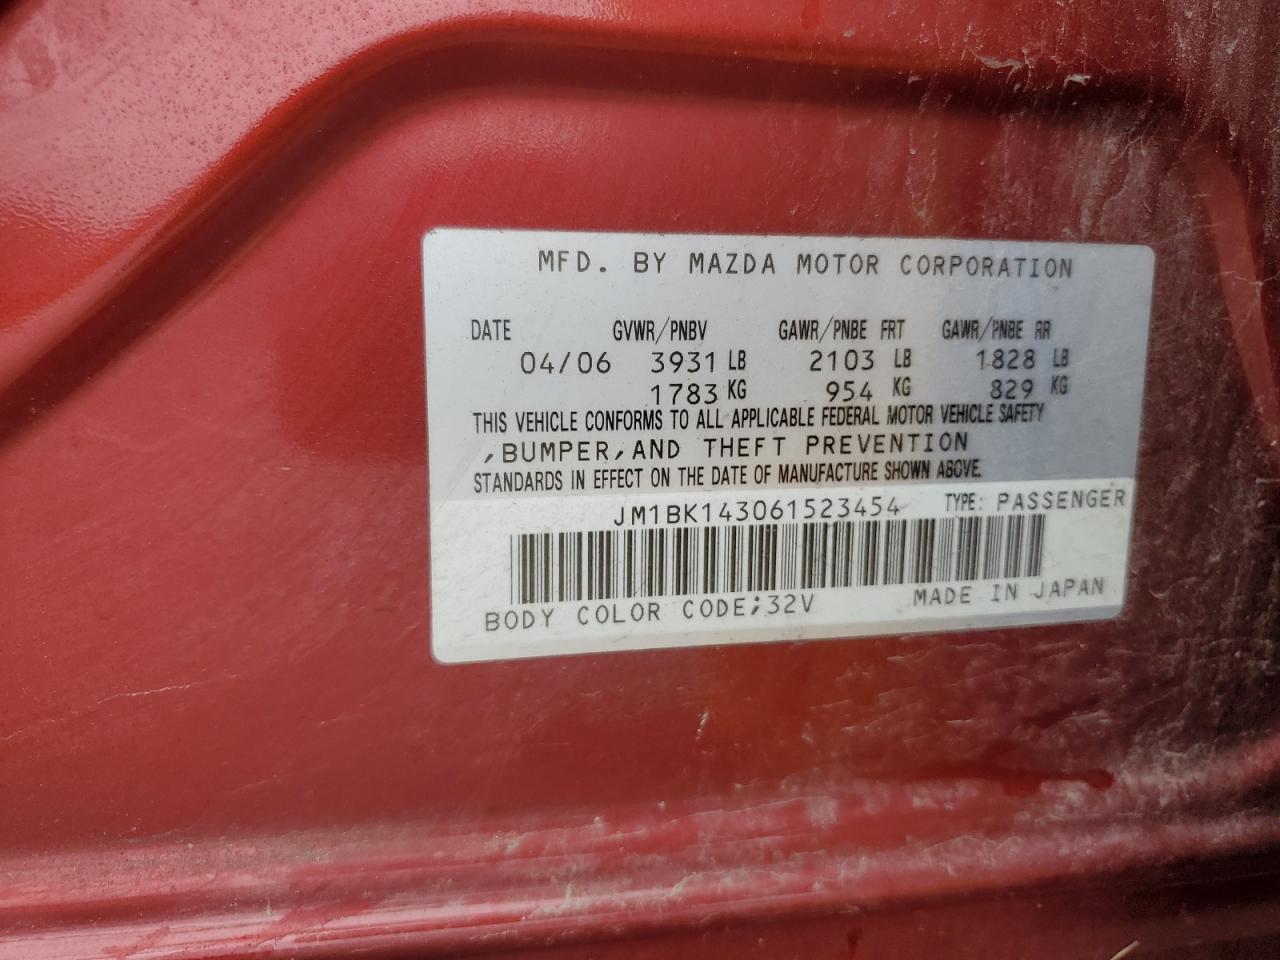 MFD. BY MAZDA MOTOR CORPORATION
DATE GVWR/PNBV GAWR/PNBE FRT GAWR/PNBE RR
04/06 3931 LB 2103 LB 1828 LB
1783 KG 954 KG 829 KG
THIS VEHICLE CONFORMS TO ALL APPLICABLE FEDERAL MOTOR VEHICLE SAFETY
,BUMPER,AND THEFT PREVENTION
STANDARDS IN EFFECT ON THE DATE OF MANUFACTURE SHOWN ABOVE.
JM1BK143061523454 TYPE: PASSENGER
BODY COLOR CODE;32V MADE IN JAPAN